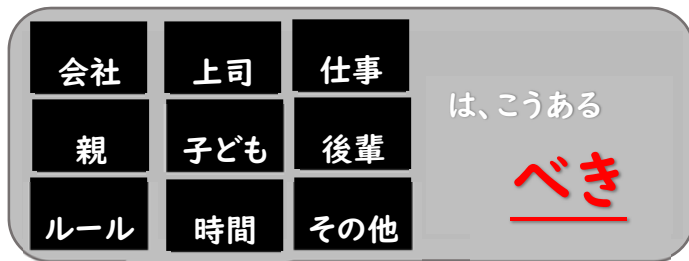 会社 上司 仕事
親 子ども 後輩
ルール 時間 その他
は、こうある
べき